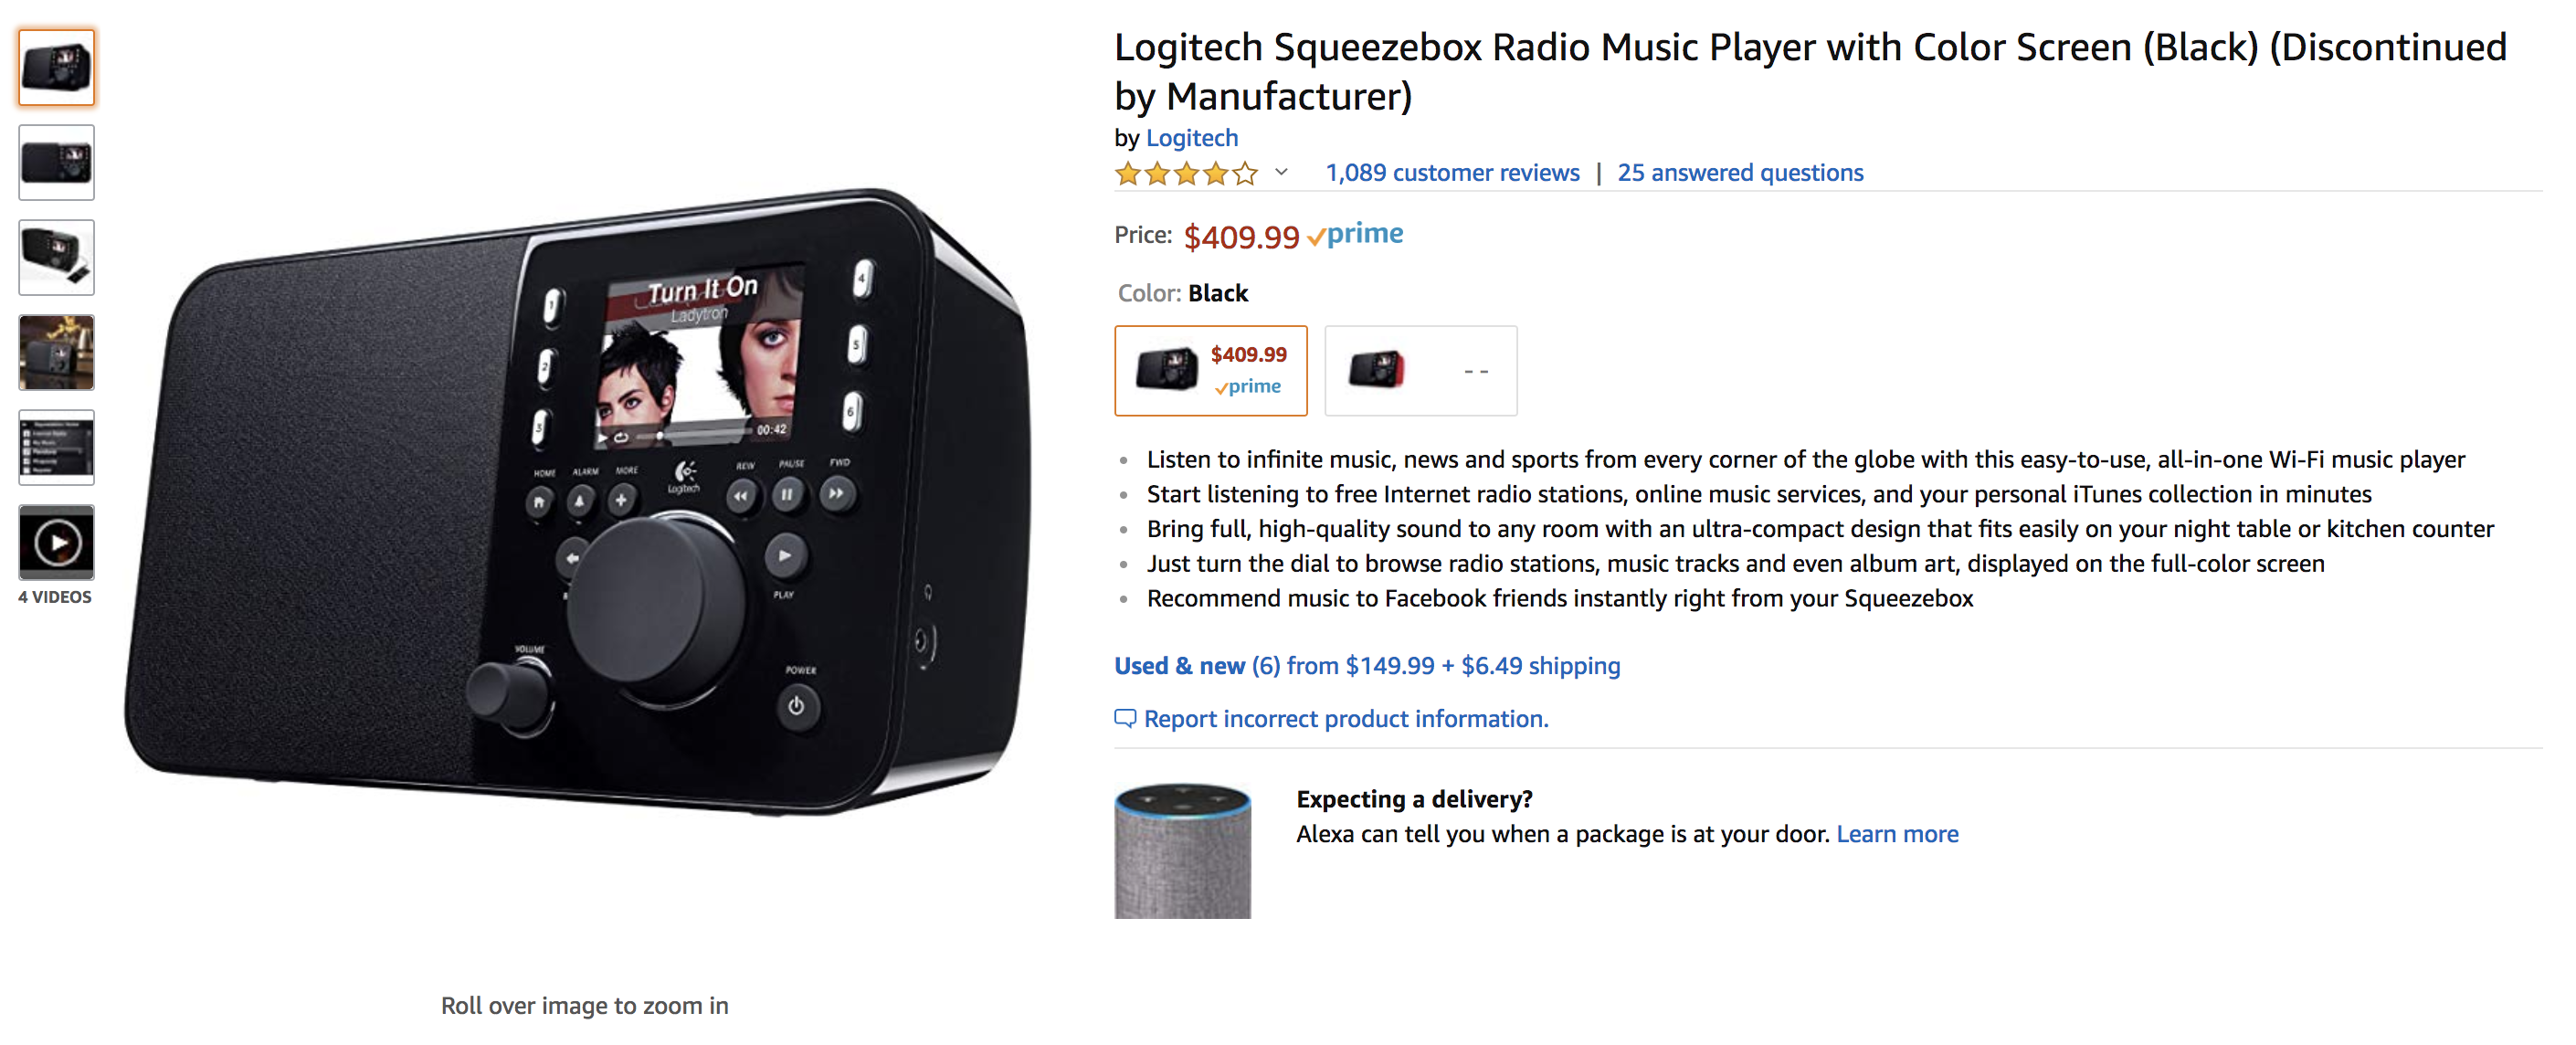 Logitech Squeezebox Radio Music Player with Color Screen (Black) (Discontinued
by Manufacturer)
by Logitech
1,089 customer reviews | 25 answered questions
Price: $409.99 prime
Color: Black
$409.99
prime
- -
Listen to infinite music, news and sports from every corner of the globe with this easy-to-use, all-in-one Wi-Fi music player
Start listening to free Internet radio stations, online music services, and your personal iTunes collection in minutes
Bring full, high-quality sound to any room with an ultra-compact design that fits easily on your night table or kitchen counter
Just turn the dial to browse radio stations, music tracks and even album art, displayed on the full-color screen
Recommend music to Facebook friends instantly right from your Squeezebox
Used & new (6) from $149.99 + $6.49 shipping
Report incorrect product information.
Expecting a delivery?
Alexa can tell you when a package is at your door. Learn more
4 VIDEOS
Turn It On
Ladytron
00:42
1
2
3
4
5
6
HOME ALARM MORE
Logitech
REW PAUSE FWD
PLAY
VOLUME
POWER
Roll over image to zoom in